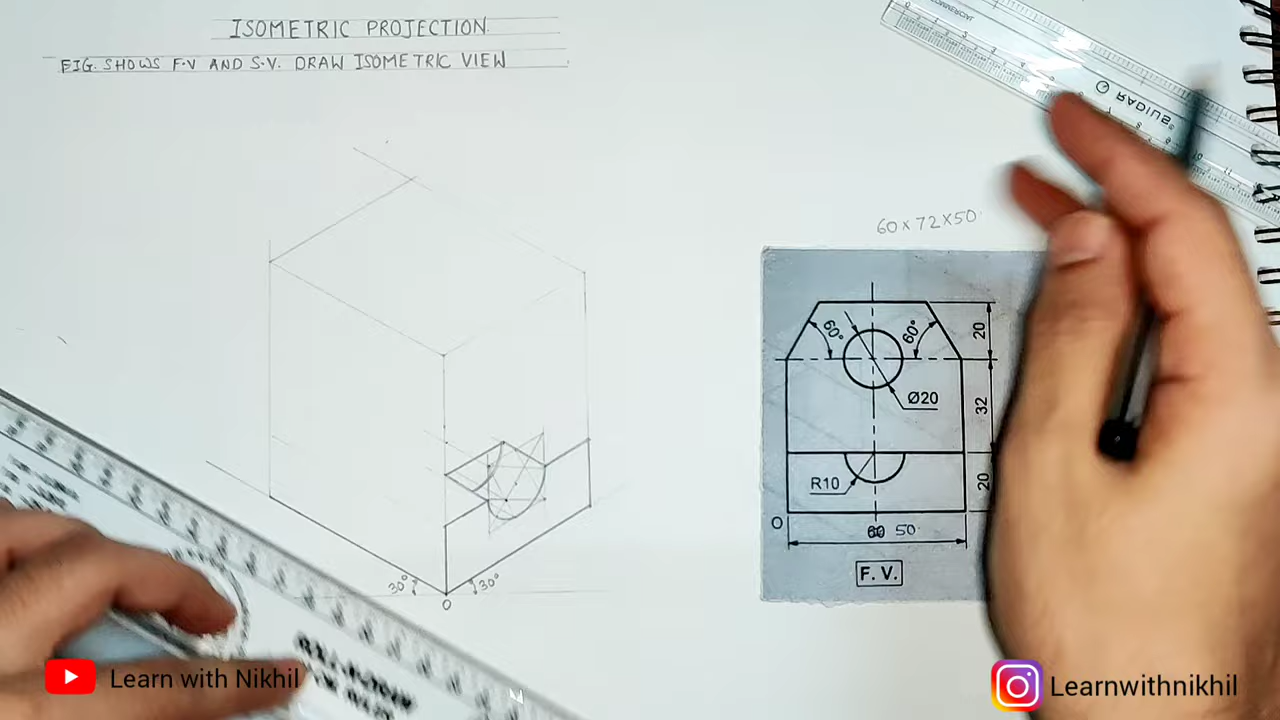 ISOMETRIC PROJECTION.
FIG. SHOWS F.V AND S.V. DRAW ISOMETRIC VIEW
RADIUS
60 x 72 x 50.
60°
60°
20
Ø20
32
R10
20
O
50
F. V.
30°
30°
O
Learn with Nikhil
Learnwithnikhil